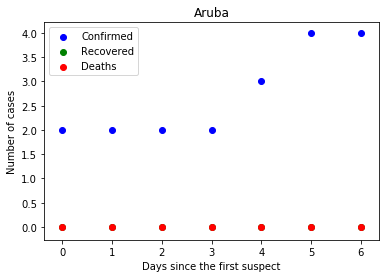 Aruba
Confirmed
Recovered
Deaths
Number of cases
4.0
3.5
3.0
2.5
2.0
1.5
1.0
0.5
0.0
0 1 2 3 4 5 6
Days since the first suspect